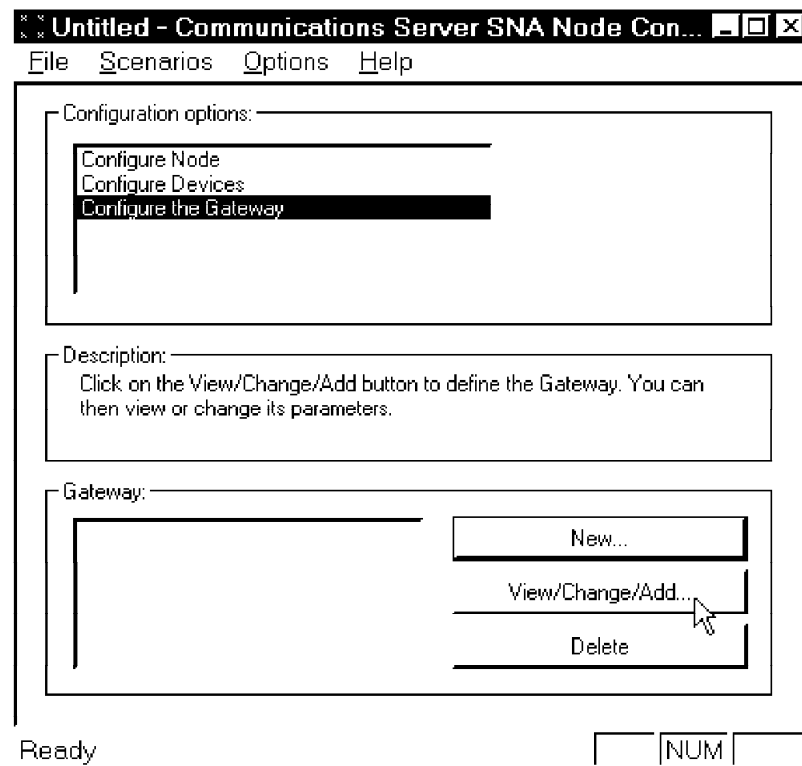 Untitled - Communications Server SNA Node Con...
File Scenarios Options Help
Configuration options:
Configure Node
Configure Devices
Configure the Gateway
Description:
Click on the View/Change/Add button to define the Gateway. You can
then view or change its parameters.
Gateway:
New...
View/Change/Add...
Delete
Ready NUM